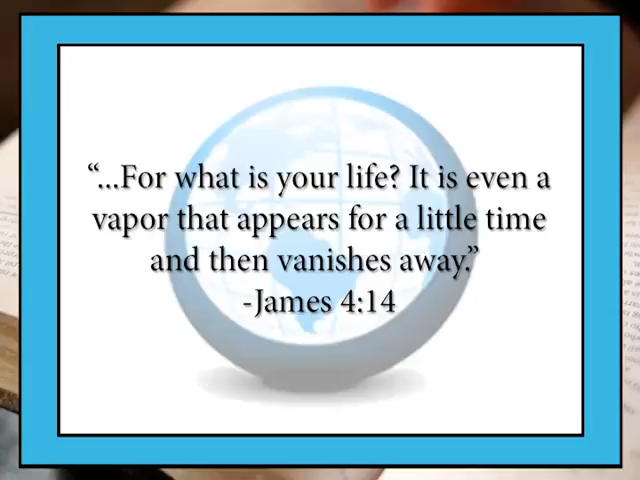 “...For what is your life? It is even a
vapor that appears for a little time
and then vanishes away.”
-James 4:14